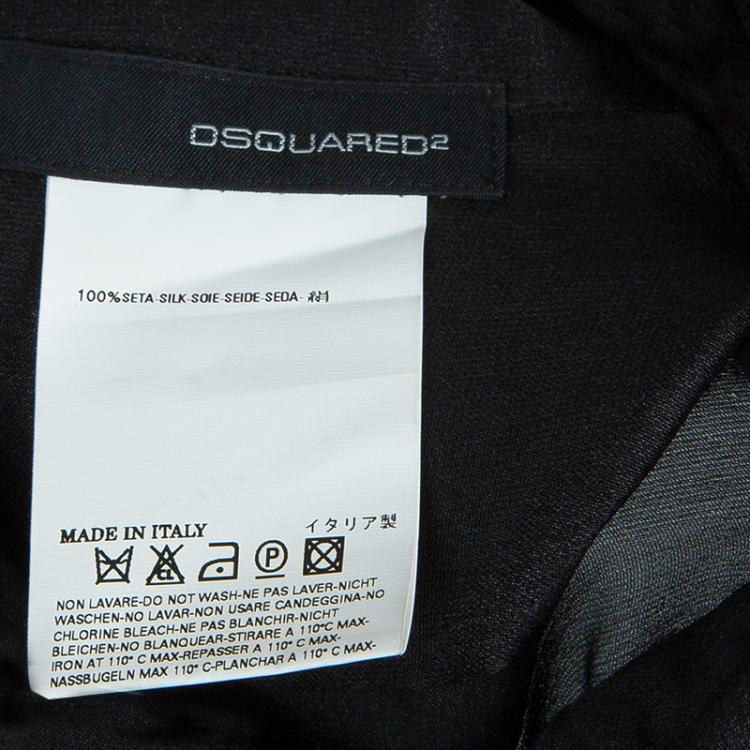 DSQUARED2
100%SETA-SILK-SOIE-SEIDE-SEDA- 絹
MADE IN ITALY イタリア製
CL P
NON LAVARE-DO NOT WASH-NE PAS LAVER-NICHT
WASCHEN-NO LAVAR-NON USARE CANDEGGINA-NO
CHLORINE BLEACH-NE PAS BLANCHIR-NICHT
BLEICHEN-NO BLANQUEAR-STIRARE A 110°C MAX-
IRON AT 110° C MAX-REPASSER A 110° C MAX-
NASSBUGELN MAX 110° C-PLANCHAR A 110° C MAX